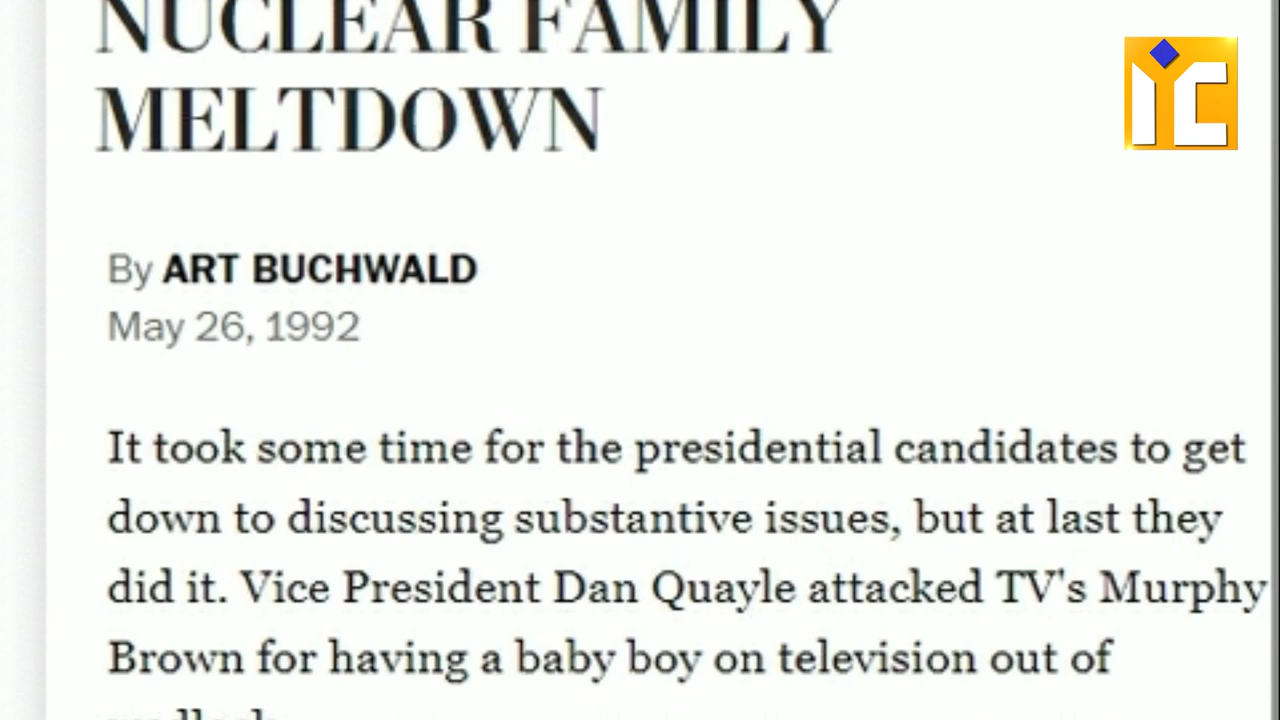 NUCLEAR FAMILY
MELTDOWN
By ART BUCHWALD
May 26, 1992
It took some time for the presidential candidates to get
down to discussing substantive issues, but at last they
did it. Vice President Dan Quayle attacked TV's Murphy
Brown for having a baby boy on television out of